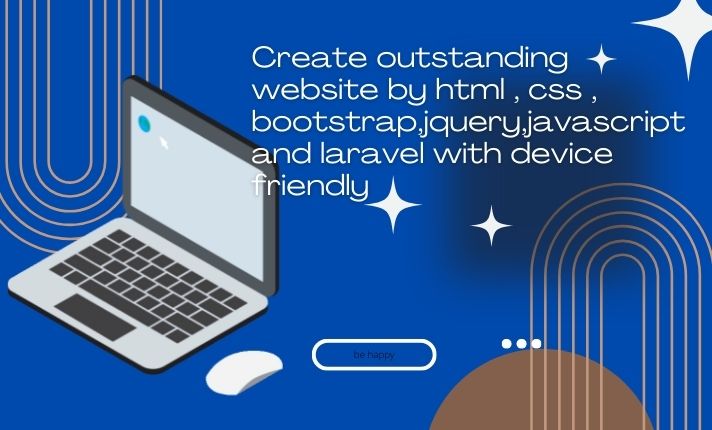 Create outstanding
website by html , css ,
bootstrap,jquery,javascript
and laravel with device
friendly
be happy